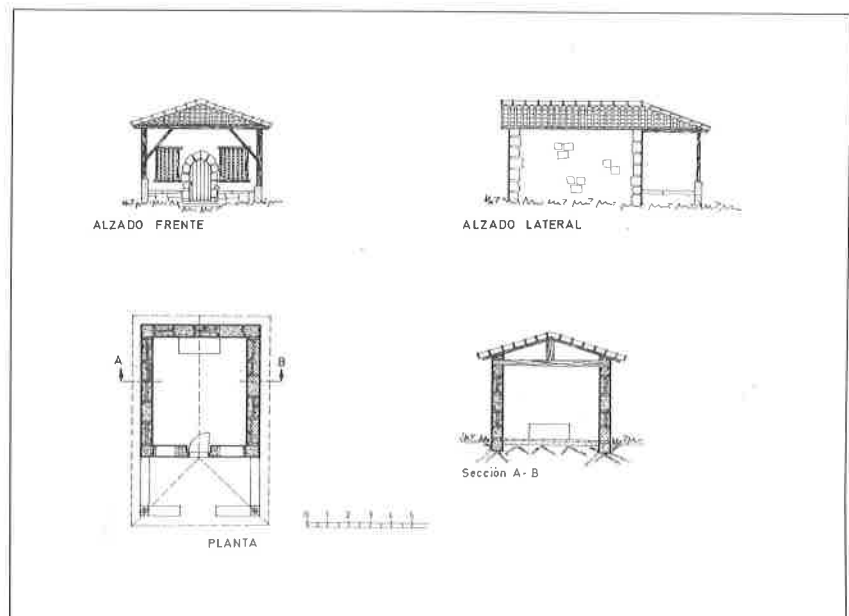 ALZADO FRENTE
ALZADO LATERAL
A
B
Sección A-B
0 1 2 3 4 5
PLANTA